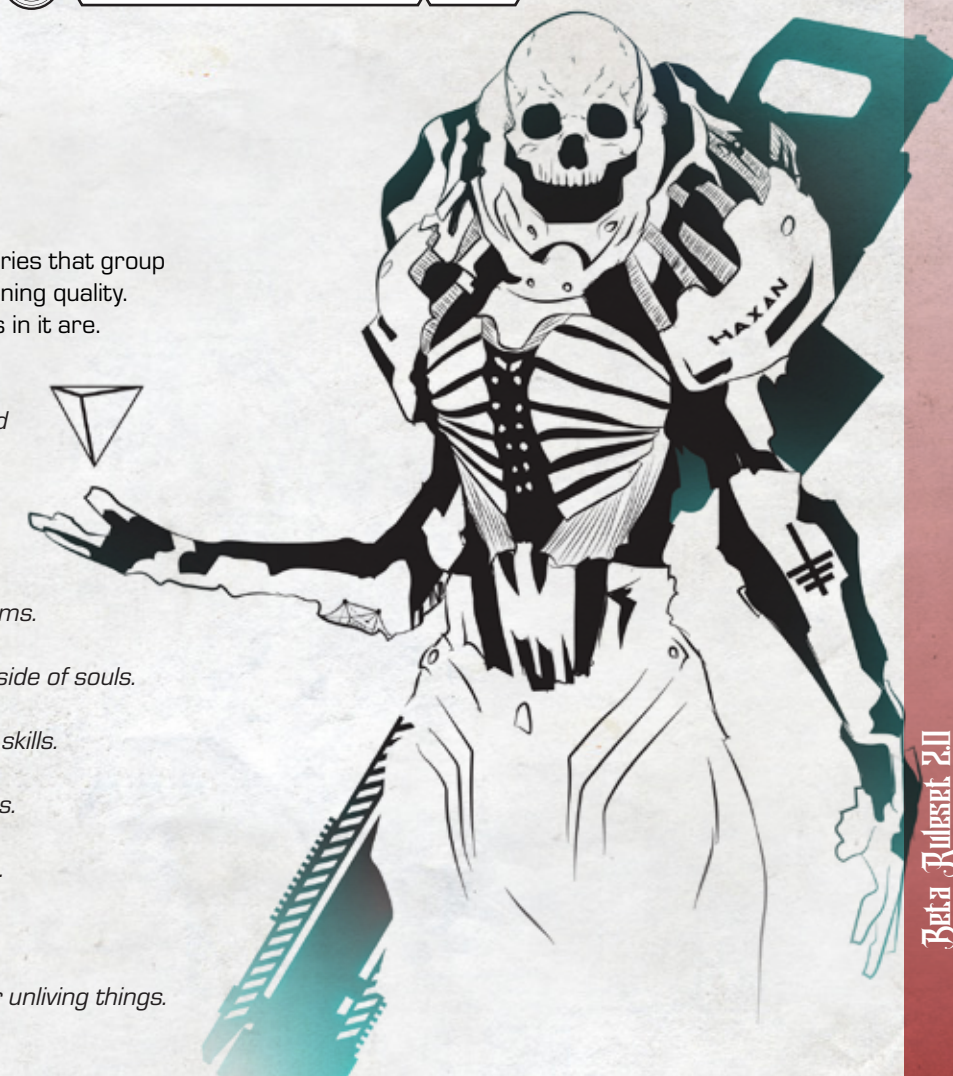 ries that group
ning quality.
s in it are.
d
ms.
side of souls.
skills.
s.
.
r unliving things.
HAXAN
Beta Ruleset 2.0